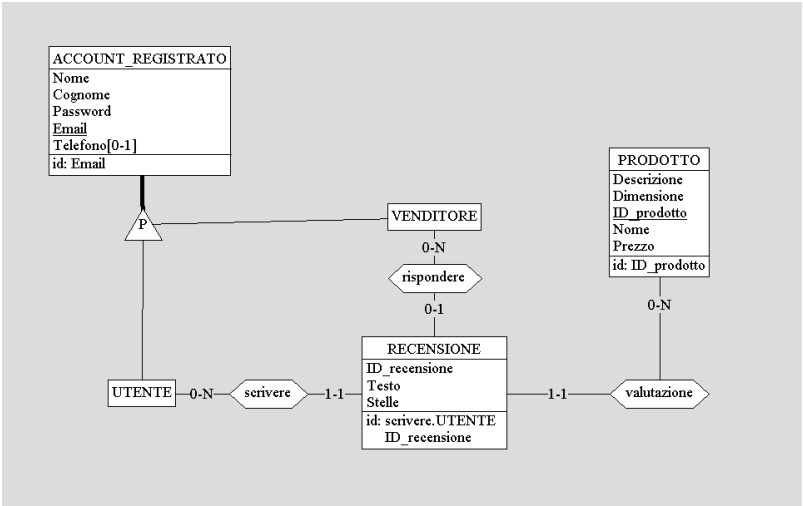 ACCOUNT_REGISTRATO
Nome
Cognome
Password
Email
Telefono[0-1]
id: Email
P
VENDITORE
0-N
rispondere
0-1
PRODOTTO
Descrizione
Dimensione
ID_prodotto
Nome
Prezzo
id: ID_prodotto
0-N
UTENTE
0-N
scrivere
1-1
RECENSIONE
ID_recensione
Testo
Stelle
id: scrivere.UTENTE
ID_recensione
1-1
valutazione